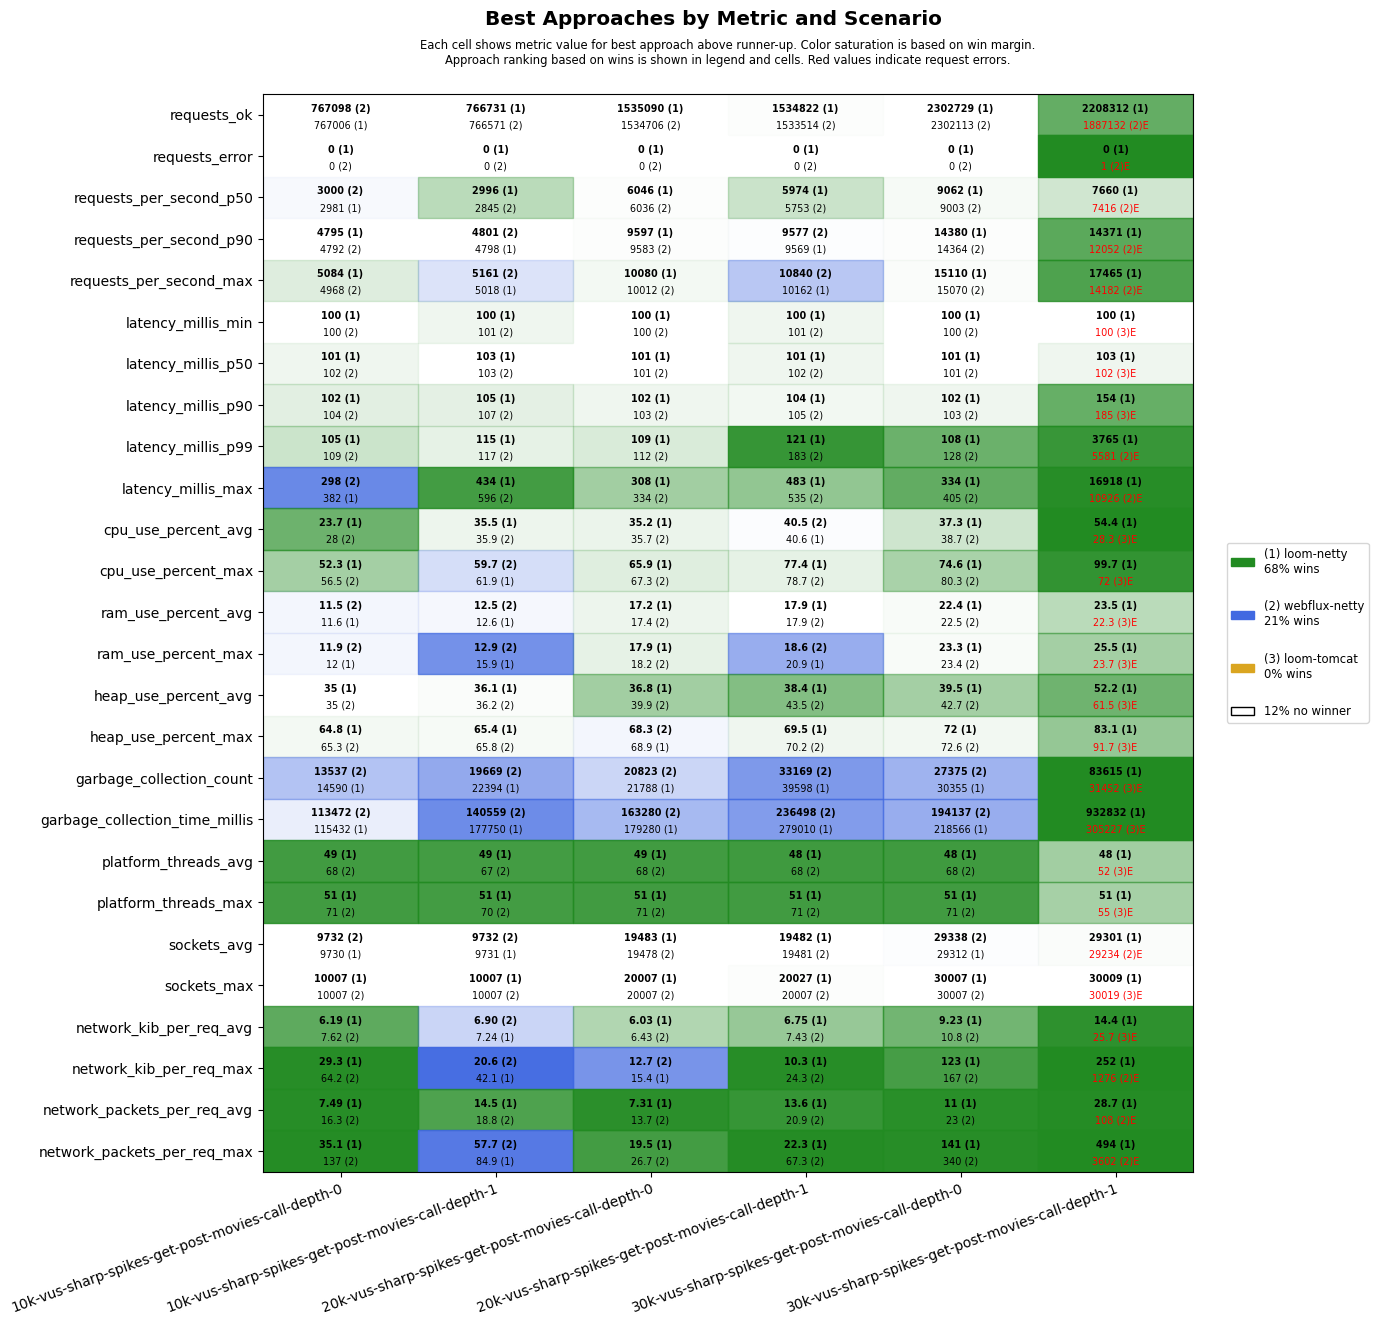 Best Approaches by Metric and Scenario
Each cell shows metric value for best approach above runner-up. Color saturation is based on win margin.
Approach ranking based on wins is shown in legend and cells. Red values indicate request errors.
requests_ok
767098 (2) 766731 (1) 1535090 (1) 1534822 (1) 2302729 (1) 2208312 (1)
767006 (1) 766571 (2) 1534706 (2) 1533514 (2) 2302113 (2) 1887132 (2)E
requests_error
0 (1) 0 (1) 0 (1) 0 (1) 0 (1) 0 (1)
0 (2) 0 (2) 0 (2) 0 (2) 0 (2) 1 (2)E
requests_per_second_p50
3000 (2) 2996 (1) 6046 (1) 5974 (1) 9062 (1) 7660 (1)
2981 (1) 2845 (2) 6036 (2) 5753 (2) 9003 (2) 7416 (2)E
requests_per_second_p90
4795 (1) 4801 (2) 9597 (1) 9577 (2) 14380 (1) 14371 (1)
4792 (2) 4798 (1) 9583 (2) 9569 (1) 14364 (2) 12052 (2)E
requests_per_second_max
5084 (1) 5161 (2) 10080 (1) 10840 (2) 15110 (1) 17465 (1)
4968 (2) 5018 (1) 10012 (2) 10162 (1) 15070 (2) 14182 (2)E
latency_millis_min
100 (1) 100 (1) 100 (1) 100 (1) 100 (1) 100 (1)
100 (2) 101 (2) 100 (2) 101 (2) 100 (2) 100 (3)E
latency_millis_p50
101 (1) 103 (1) 101 (1) 101 (1) 101 (1) 103 (1)
102 (2) 103 (2) 101 (2) 102 (2) 101 (2) 102 (3)E
latency_millis_p90
102 (1) 105 (1) 102 (1) 104 (1) 102 (1) 154 (1)
104 (2) 107 (2) 103 (2) 105 (2) 103 (2) 185 (3)E
latency_millis_p99
105 (1) 115 (1) 109 (1) 121 (1) 108 (1) 3765 (1)
109 (2) 117 (2) 112 (2) 183 (2) 128 (2) 5581 (2)E
latency_millis_max
298 (2) 434 (1) 308 (1) 483 (1) 334 (1) 16918 (1)
382 (1) 596 (2) 334 (2) 535 (2) 405 (2) 10926 (2)E
cpu_use_percent_avg
23.7 (1) 35.5 (1) 35.2 (1) 40.5 (2) 37.3 (1) 54.4 (1)
28 (2) 35.9 (2) 35.7 (2) 40.6 (1) 38.7 (2) 28.3 (3)E
cpu_use_percent_max
52.3 (1) 59.7 (2) 65.9 (1) 77.4 (1) 74.6 (1) 99.7 (1)
56.5 (2) 61.9 (1) 67.3 (2) 78.7 (2) 80.3 (2) 72 (3)E
ram_use_percent_avg
11.5 (2) 12.5 (2) 17.2 (1) 17.9 (1) 22.4 (1) 23.5 (1)
11.6 (1) 12.6 (1) 17.4 (2) 17.9 (2) 22.5 (2) 22.3 (3)E
ram_use_percent_max
11.9 (2) 12.9 (2) 17.9 (1) 18.6 (2) 23.3 (1) 25.5 (1)
12 (1) 15.9 (1) 18.2 (2) 20.9 (1) 23.4 (2) 23.7 (3)E
heap_use_percent_avg
35 (1) 36.1 (1) 36.8 (1) 38.4 (1) 39.5 (1) 52.2 (1)
35 (2) 36.2 (2) 39.9 (2) 43.5 (2) 42.7 (2) 61.5 (3)E
heap_use_percent_max
64.8 (1) 65.4 (1) 68.3 (2) 69.5 (1) 72 (1) 83.1 (1)
65.3 (2) 65.8 (2) 68.9 (1) 70.2 (2) 72.6 (2) 91.7 (3)E
garbage_collection_count
13537 (2) 19669 (2) 20823 (2) 33169 (2) 27375 (2) 83615 (1)
14590 (1) 22394 (1) 21788 (1) 39598 (1) 30355 (1) 31452 (3)E
garbage_collection_time_millis
113472 (2) 140559 (2) 163280 (2) 236498 (2) 194137 (2) 932832 (1)
115432 (1) 177750 (1) 179280 (1) 279010 (1) 218566 (1) 305227 (3)E
platform_threads_avg
49 (1) 49 (1) 49 (1) 48 (1) 48 (1) 48 (1)
68 (2) 67 (2) 68 (2) 68 (2) 68 (2) 52 (3)E
platform_threads_max
51 (1) 51 (1) 51 (1) 51 (1) 51 (1) 51 (1)
71 (2) 70 (2) 71 (2) 71 (2) 71 (2) 55 (3)E
sockets_avg
9732 (2) 9732 (2) 19483 (1) 19482 (1) 29338 (2) 29301 (1)
9730 (1) 9731 (1) 19478 (2) 19481 (2) 29312 (1) 29234 (2)E
sockets_max
10007 (1) 10007 (1) 20007 (1) 20027 (1) 30007 (1) 30009 (1)
10007 (2) 10007 (2) 20007 (2) 20007 (2) 30007 (2) 30019 (3)E
network_kib_per_req_avg
6.19 (1) 6.90 (2) 6.03 (1) 6.75 (1) 9.23 (1) 14.4 (1)
7.62 (2) 7.24 (1) 6.43 (2) 7.43 (2) 10.8 (2) 25.7 (3)E
network_kib_per_req_max
29.3 (1) 20.6 (2) 12.7 (2) 10.3 (1) 123 (1) 252 (1)
64.2 (2) 42.1 (1) 15.4 (1) 24.3 (2) 167 (2) 1276 (2)E
network_packets_per_req_avg
7.49 (1) 14.5 (1) 7.31 (1) 13.6 (1) 11 (1) 28.7 (1)
16.3 (2) 18.8 (2) 13.7 (2) 20.9 (2) 23 (2) 108 (2)E
network_packets_per_req_max
35.1 (1) 57.7 (2) 19.5 (1) 22.3 (1) 141 (1) 494 (1)
137 (2) 84.9 (1) 26.7 (2) 67.3 (2) 340 (2) 3602 (2)E
10k-vus-sharp-spikes-get-post-movies-call-depth-0
10k-vus-sharp-spikes-get-post-movies-call-depth-1
20k-vus-sharp-spikes-get-post-movies-call-depth-0
20k-vus-sharp-spikes-get-post-movies-call-depth-1
30k-vus-sharp-spikes-get-post-movies-call-depth-0
30k-vus-sharp-spikes-get-post-movies-call-depth-1
(1) loom-netty
68% wins
(2) webflux-netty
21% wins
(3) loom-tomcat
0% wins
12% no winner